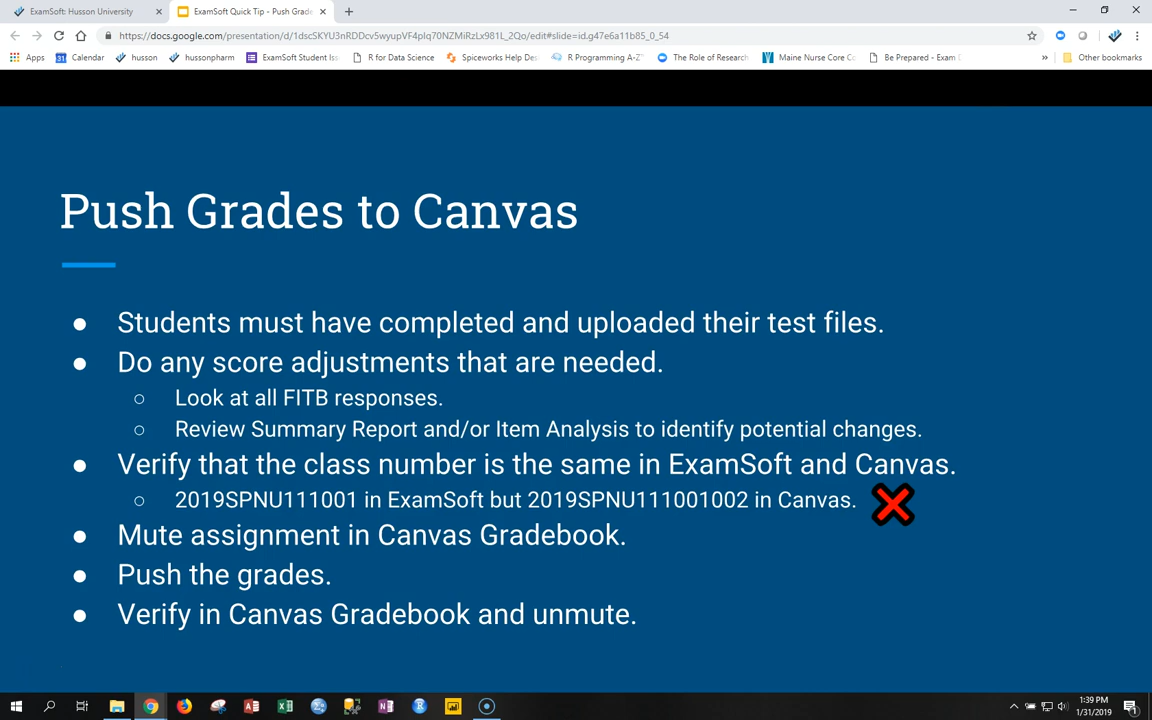 ExamSoft: Husson University
ExamSoft Quick Tip - Push Grade
https://docs.google.com/presentation/d/1dscSKYU3nRDDcv5wyupVF4plq70NZMiRzLx981L_2Qo/edit#slide=id.g47e6a11b85_0_54
Apps Calendar husson hussonpharm ExamSoft Student Iss R for Data Science Spiceworks Help Des R Programming A-Z The Role of Research Maine Nurse Core Co Be Prepared - Exam C » Other bookmarks
Push Grades to Canvas
● Students must have completed and uploaded their test files.
● Do any score adjustments that are needed.
○ Look at all FITB responses.
○ Review Summary Report and/or Item Analysis to identify potential changes.
● Verify that the class number is the same in ExamSoft and Canvas.
○ 2019SPNU111001 in ExamSoft but 2019SPNU111001002 in Canvas.
● Mute assignment in Canvas Gradebook.
● Push the grades.
● Verify in Canvas Gradebook and unmute.
1:39 PM
1/31/2019